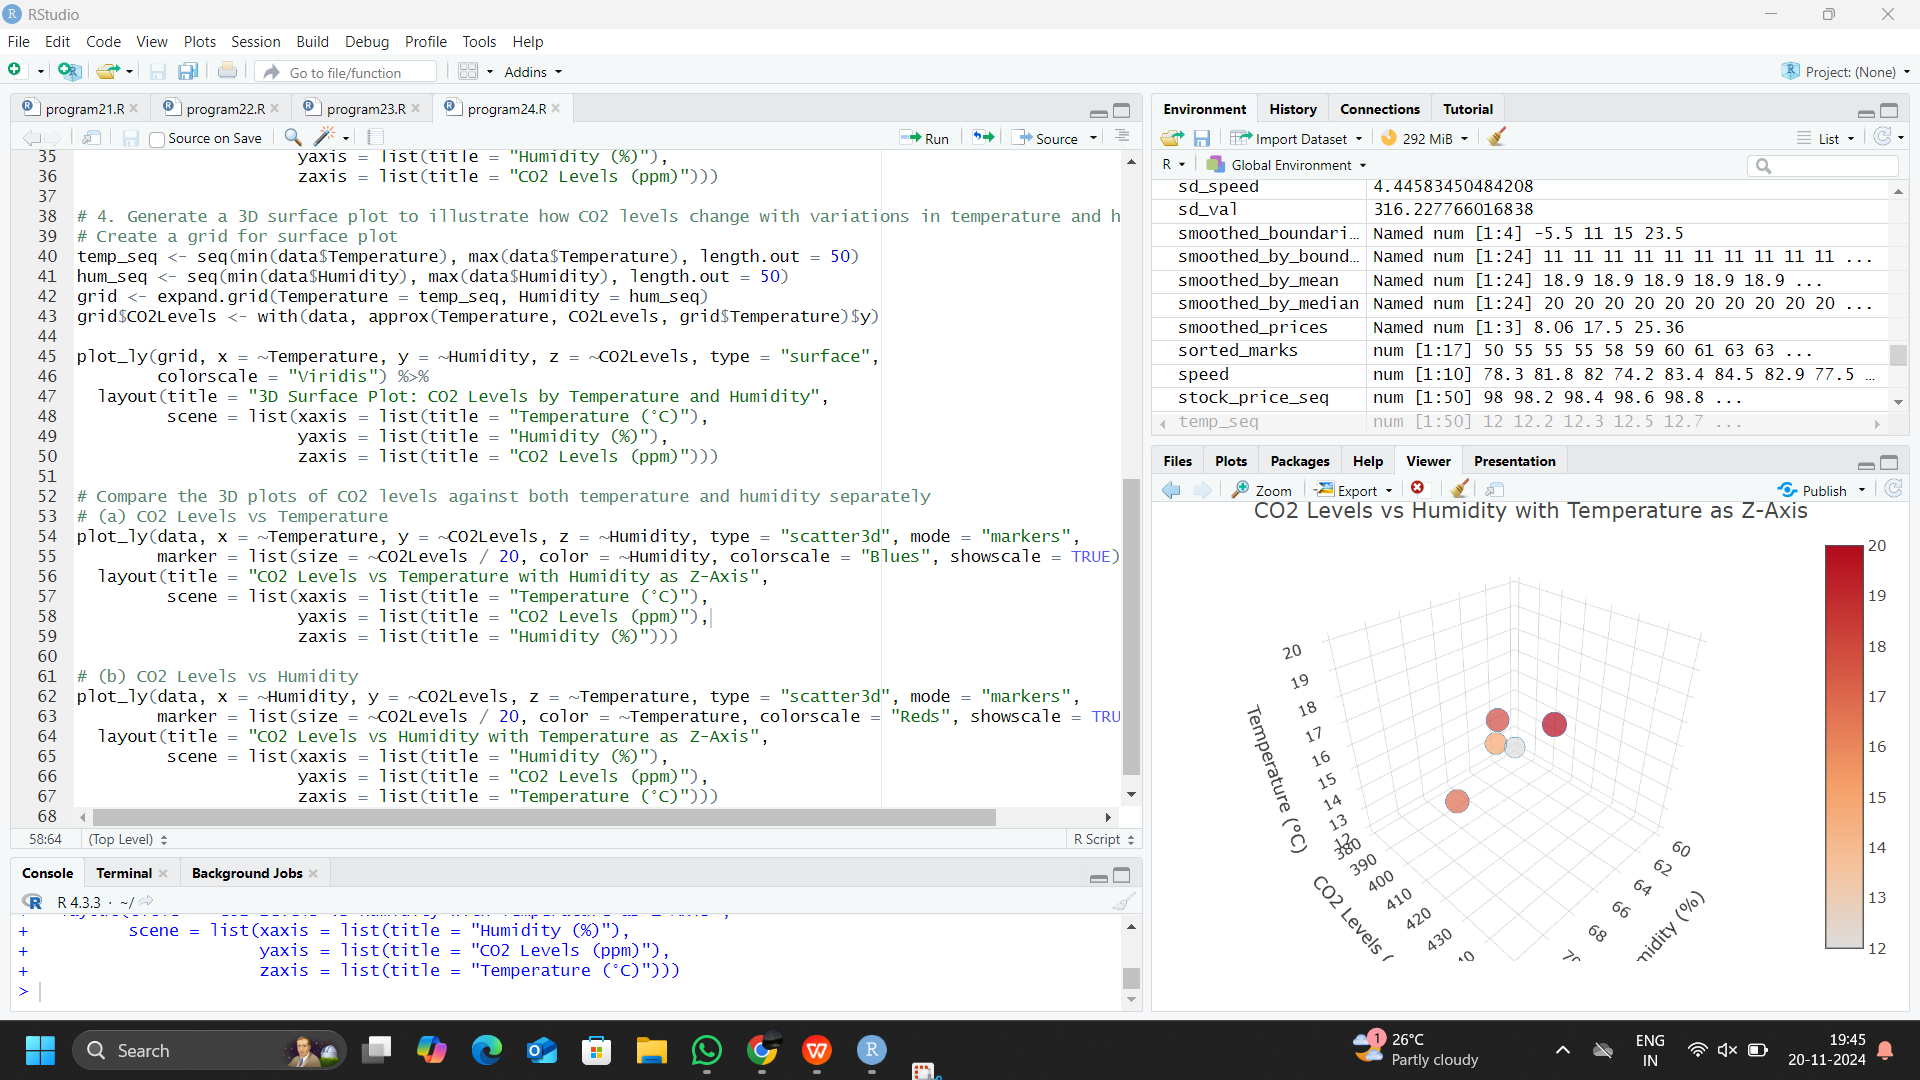 RStudio
File Edit Code View Plots Session Build Debug Profile Tools Help
Go to file/function Addins Project: (None)
program21.R program22.R program23.R program24.R
Source on Save Run Source
35 yaxis = list(title = "Humidity (%)"),
36 zaxis = list(title = "CO2 Levels (ppm)")))
37
38 # 4. Generate a 3D surface plot to illustrate how CO2 levels change with variations in temperature and h
39 # Create a grid for surface plot
40 temp_seq <- seq(min(data$Temperature), max(data$Temperature), length.out = 50)
41 hum_seq <- seq(min(data$Humidity), max(data$Humidity), length.out = 50)
42 grid <- expand.grid(Temperature = temp_seq, Humidity = hum_seq)
43 grid$CO2Levels <- with(data, approx(Temperature, CO2Levels, grid$Temperature)$y)
44
45 plot_ly(grid, x = ~Temperature, y = ~Humidity, z = ~CO2Levels, type = "surface",
46 colorscale = "Viridis") %>%
47 layout(title = "3D Surface Plot: CO2 Levels by Temperature and Humidity",
48 scene = list(xaxis = list(title = "Temperature (°C)"),
49 yaxis = list(title = "Humidity (%)"),
50 zaxis = list(title = "CO2 Levels (ppm)")))
51
52 # Compare the 3D plots of CO2 levels against both temperature and humidity separately
53 # (a) CO2 Levels vs Temperature
54 plot_ly(data, x = ~Temperature, y = ~CO2Levels, z = ~Humidity, type = "scatter3d", mode = "markers",
55 marker = list(size = ~CO2Levels / 20, color = ~Humidity, colorscale = "Blues", showscale = TRUE)
56 layout(title = "CO2 Levels vs Temperature with Humidity as Z-Axis",
57 scene = list(xaxis = list(title = "Temperature (°C)"),
58 yaxis = list(title = "CO2 Levels (ppm)"),
59 zaxis = list(title = "Humidity (%)")))
60
61 # (b) CO2 Levels vs Humidity
62 plot_ly(data, x = ~Humidity, y = ~CO2Levels, z = ~Temperature, type = "scatter3d", mode = "markers",
63 marker = list(size = ~CO2Levels / 20, color = ~Temperature, colorscale = "Reds", showscale = TRU
64 layout(title = "CO2 Levels vs Humidity with Temperature as Z-Axis",
65 scene = list(xaxis = list(title = "Humidity (%)"),
66 yaxis = list(title = "CO2 Levels (ppm)"),
67 zaxis = list(title = "Temperature (°C)")))
68
58:64 (Top Level) R Script
Console Terminal Background Jobs
R 4.3.3 · ~/
+ scene = list(xaxis = list(title = "Humidity (%)"),
+ yaxis = list(title = "CO2 Levels (ppm)"),
+ zaxis = list(title = "Temperature (°C)")))
>
Environment History Connections Tutorial
Import Dataset 292 MiB List
R Global Environment
sd_speed 4.44583450484208
sd_val 316.227766016838
smoothed_boundari… Named num [1:4] -5.5 11 15 23.5
smoothed_by_bound… Named num [1:24] 11 11 11 11 11 11 11 11 11 11 ...
smoothed_by_mean Named num [1:24] 18.9 18.9 18.9 18.9 18.9 ...
smoothed_by_median Named num [1:24] 20 20 20 20 20 20 20 20 20 20 ...
smoothed_prices Named num [1:3] 8.06 17.5 25.36
sorted_marks num [1:17] 50 55 55 55 58 59 60 61 63 63 ...
speed num [1:10] 78.3 81.8 82 74.2 83.4 84.5 82.9 77.5 …
stock_price_seq num [1:50] 98 98.2 98.4 98.6 98.8 ...
temp_seq num [1:50] 12 12.2 12.3 12.5 12.7 ...
Files Plots Packages Help Viewer Presentation
Zoom Export Publish
CO2 Levels vs Humidity with Temperature as Z-Axis
20
19
18
17
16
15
14
13
12
Temperature (°C)
380
390
400
410
420
430
CO2 Levels (
60
62
64
66
68
midity (%)
20
19
18
17
16
15
14
13
12
Search
1
26°C
Partly cloudy
ENG
IN
19:45
20-11-2024